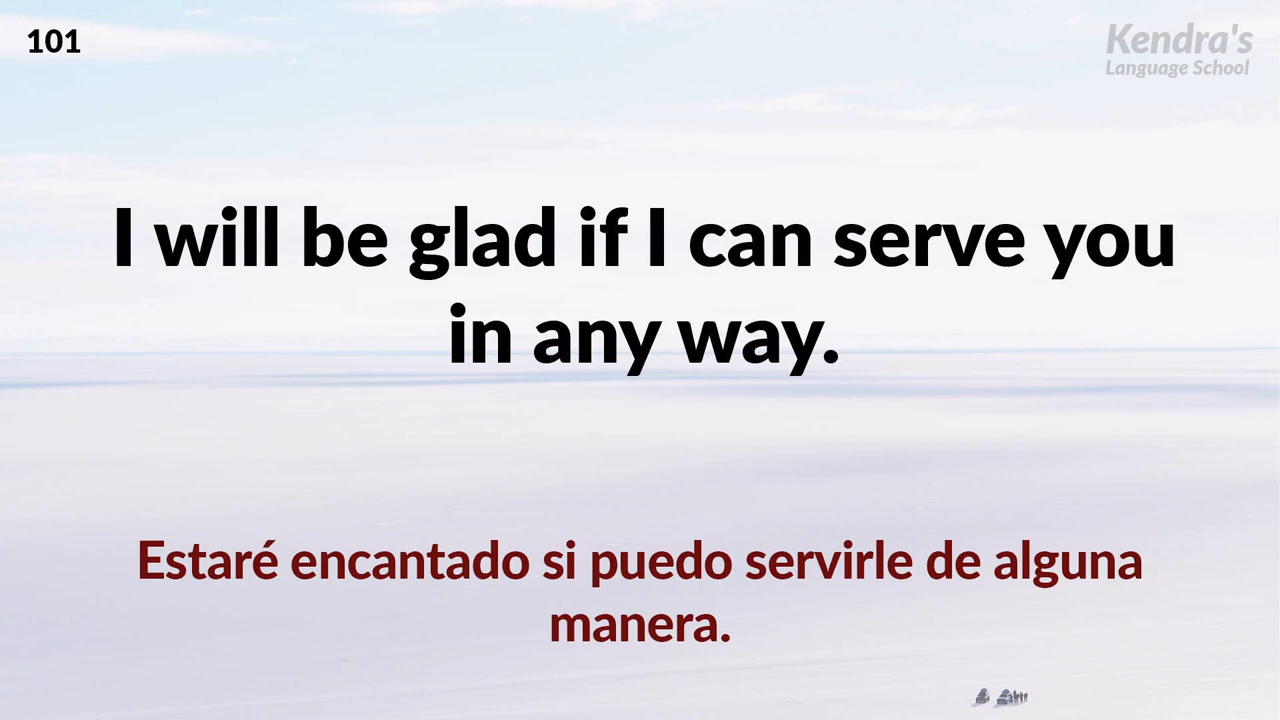 101
Kendra's
Language School
I will be glad if I can serve you
in any way.
Estaré encantado si puedo servirle de alguna
manera.